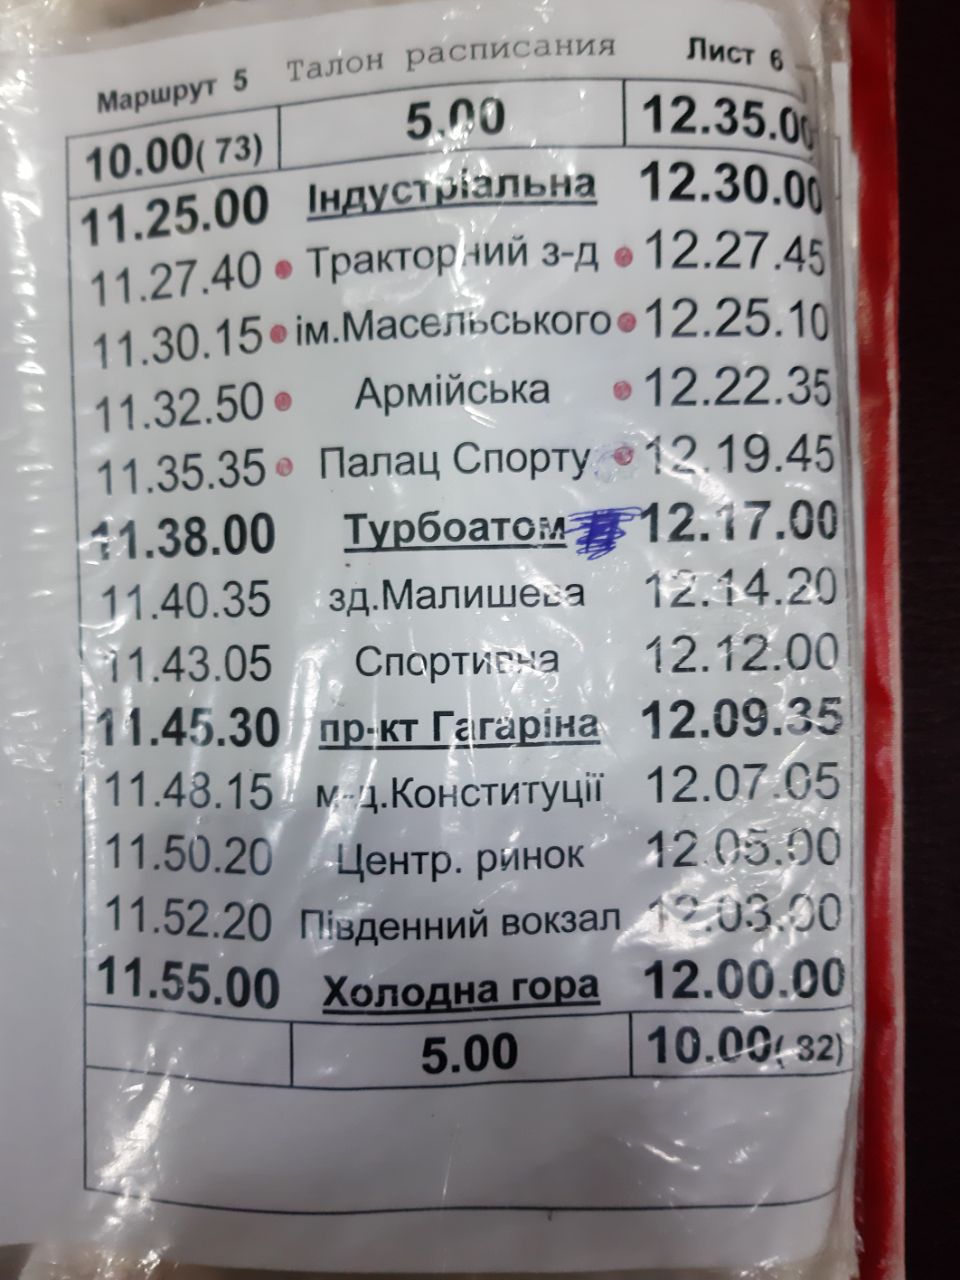 Маршрут 5 Талон расписания Лист 6
10.00( 73) 5.00 12.35.00
11.25.00 Індустріальна 12.30.00
11.27.40 Тракторний з-д 12.27.45
11.30.15 ім.Масельського 12.25.10
11.32.50 Армійська 12.22.35
11.35.35 Палац Спорту 12.19.45
11.38.00 Турбоатом 12.17.00
11.40.35 зд.Малишева 12.14.20
11.43.05 Спортивна 12.12.00
11.45.30 пр-кт Гагаріна 12.09.35
11.48.15 м-д.Конституції 12.07.05
11.50.20 Центр. ринок 12.05.00
11.52.20 Південний вокзал 12.03.00
11.55.00 Холодна гора 12.00.00
5.00 10.00( 32)